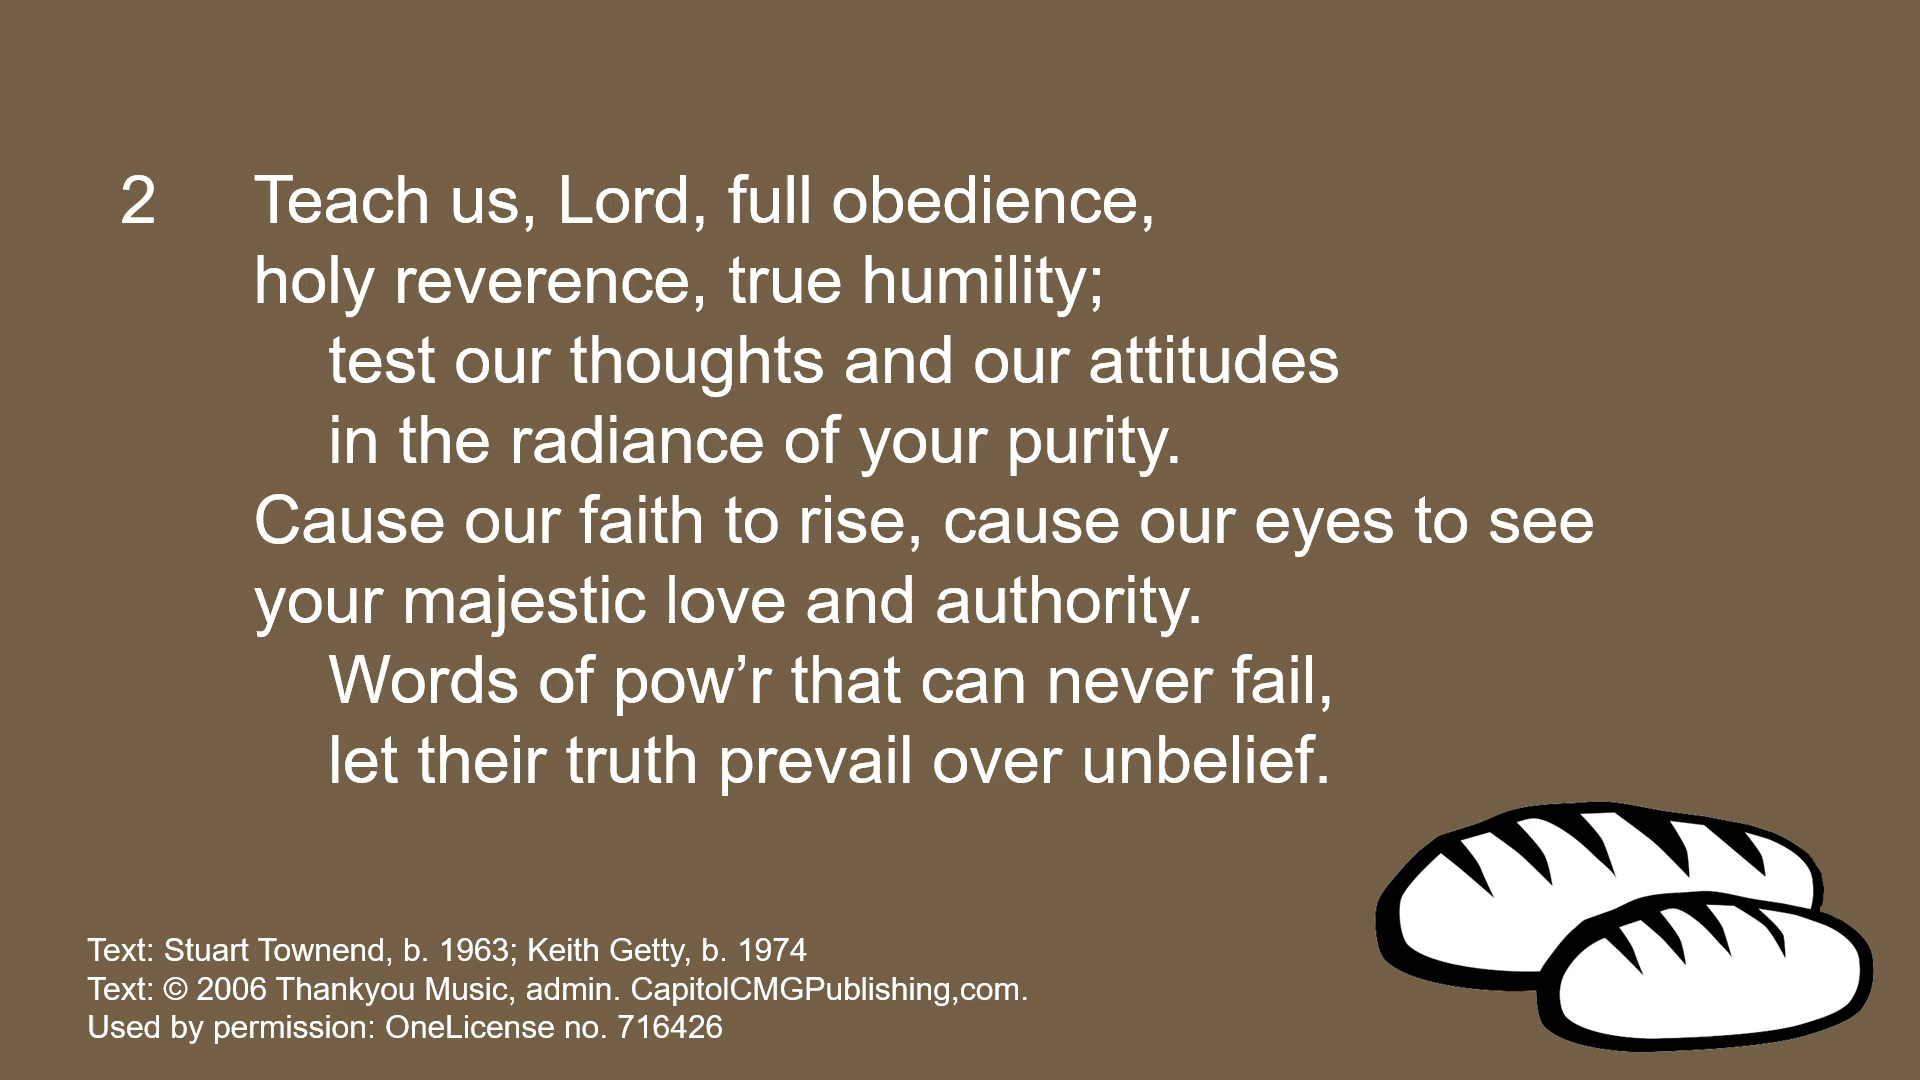 2 Teach us, Lord, full obedience,
holy reverence, true humility;
test our thoughts and our attitudes
in the radiance of your purity.
Cause our faith to rise, cause our eyes to see
your majestic love and authority.
Words of pow’r that can never fail,
let their truth prevail over unbelief.
Text: Stuart Townend, b. 1963; Keith Getty, b. 1974
Text: © 2006 Thankyou Music, admin. CapitolCMGPublishing,com.
Used by permission: OneLicense no. 716426